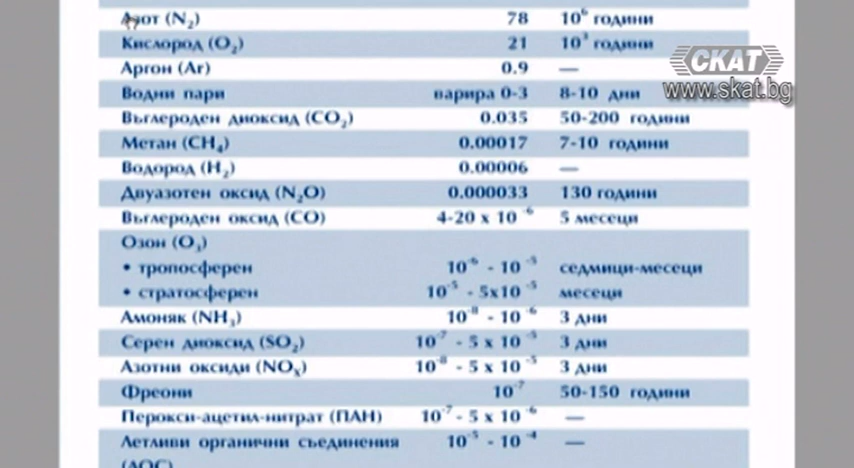 Азот (N₂) 78 10⁶ години
Кислород (O₂) 21 10³ години
СКАТ
Аргон (Ar) 0.9 —
Водни пари варира 0-3 8-10 дни
www.skat.bg
Въглероден диоксид (CO₂) 0.035 50-200 години
Метан (CH₄) 0.00017 7-10 години
Водород (H₂) 0.00006 —
Двуазотен оксид (N₂O) 0.000033 130 години
Въглероден оксид (CO) 4-20 x 10⁻⁶ 5 месеци
Озон (O₃)
• тропосферен 10⁻⁶ - 10⁻⁵ седмици-месеци
• стратосферен 10⁻⁵ - 5x10⁻⁵ месеци
Амоняк (NH₃) 10⁻⁸ - 10⁻⁶ 3 дни
Серен диоксид (SO₂) 10⁻⁷ - 5 x 10⁻⁵ 3 дни
Азотни оксиди (NOₓ) 10⁻⁸ - 5 x 10⁻⁵ 3 дни
Фреони 10⁻⁷ 50-150 години
Перокси-ацетил-нитрат (ПАН) 10⁻⁷ - 5 x 10⁻⁶ —
Летливи органични съединения 10⁻⁵ - 10⁻⁴ —
(ЛОС)